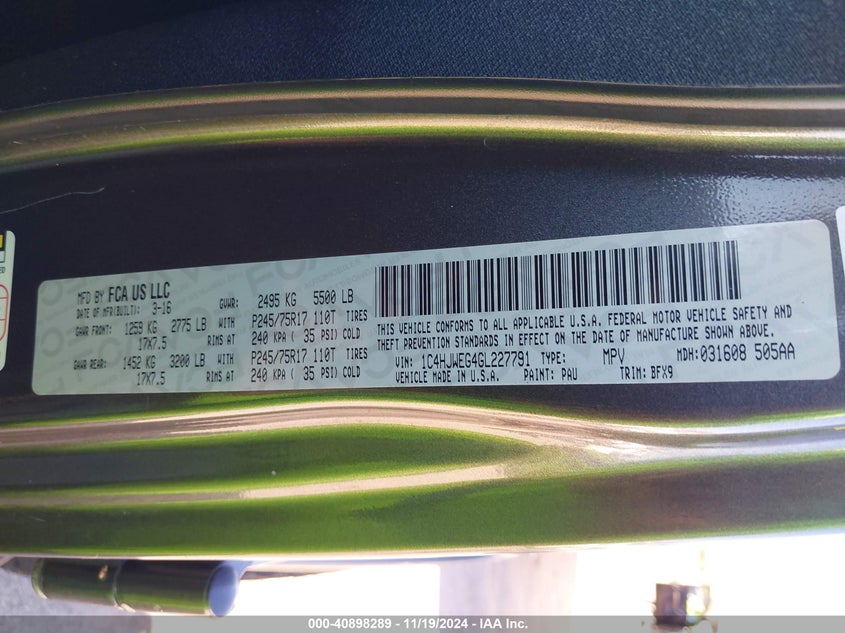 MFD BY FCA US LLC
DATE OF MFR(BUILT): 3-16 GVWR: 2495 KG 5500 LB
GAWR FRONT: 1259 KG 2775 LB WITH P245/75R17 110T TIRES
17X7.5 RIMS AT 240 KPA ( 35 PSI) COLD
GAWR REAR: 1452 KG 3200 LB WITH P245/75R17 110T TIRES
17X7.5 RIMS AT 240 KPA ( 35 PSI) COLD
THIS VEHICLE CONFORMS TO ALL APPLICABLE U.S.A. FEDERAL MOTOR VEHICLE SAFETY AND
THEFT PREVENTION STANDARDS IN EFFECT ON THE DATE OF MANUFACTURE SHOWN ABOVE.
VIN: 1C4HJWEG4GL227791 TYPE: MPV MDH: 031608 505AA
VEHICLE MADE IN U.S.A. PAINT: PAU TRIM: BFX9
000-40898289 - 11/19/2024 - IAA Inc.